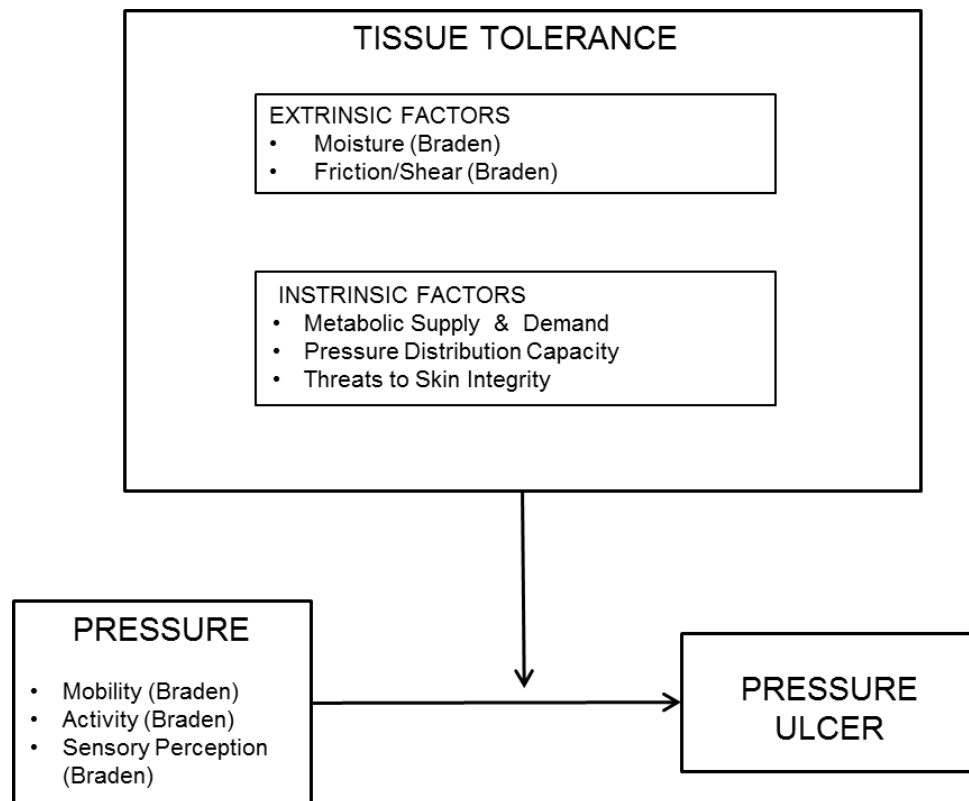 TISSUE TOLERANCE
EXTRINSIC FACTORS
• Moisture (Braden)
• Friction/Shear (Braden)
INSTRINSIC FACTORS
• Metabolic Supply & Demand
• Pressure Distribution Capacity
• Threats to Skin Integrity
PRESSURE
• Mobility (Braden)
• Activity (Braden)
• Sensory Perception
(Braden)
PRESSURE
ULCER